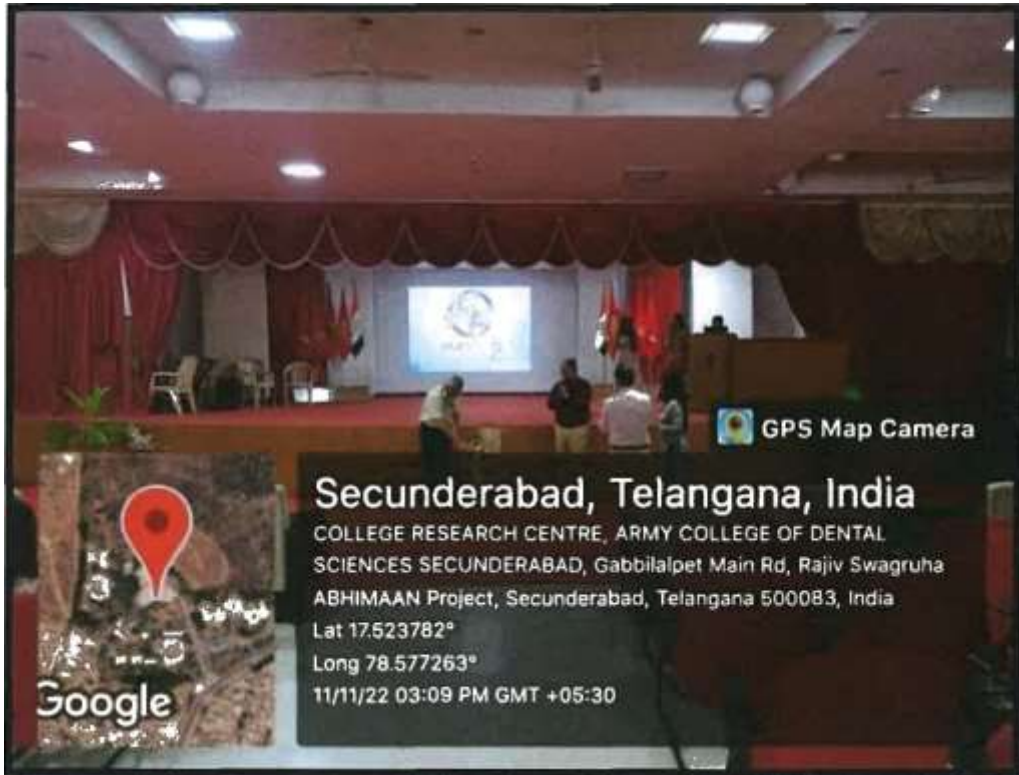 GPS Map Camera
Secunderabad, Telangana, India
COLLEGE RESEARCH CENTRE, ARMY COLLEGE OF DENTAL
SCIENCES SECUNDERABAD, Gabbilalpet Main Rd, Rajiv Swagruha
ABHIMAAN Project, Secunderabad, Telangana 500083, India
Lat 17.523782°
Long 78.577263°
11/11/22 03:09 PM GMT +05:30
Google